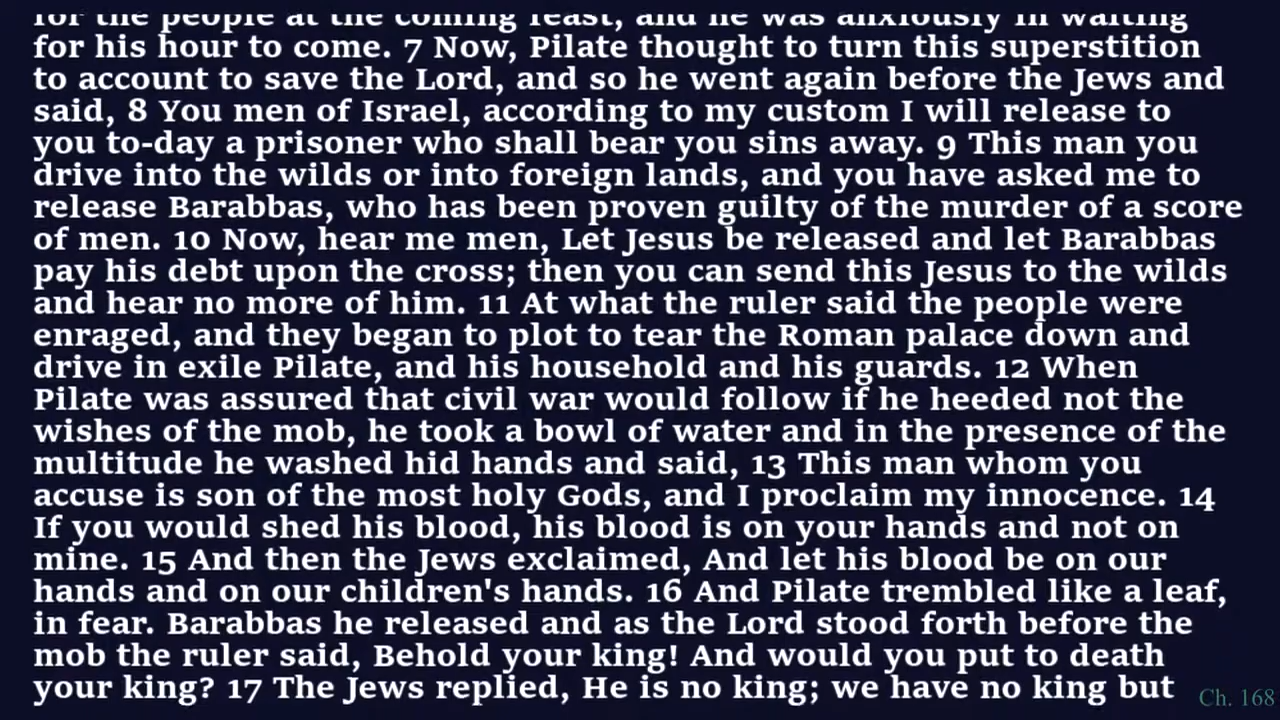 for the people at the coming feast, and he was anxiously in waiting
for his hour to come. 7 Now, Pilate thought to turn this superstition
to account to save the Lord, and so he went again before the Jews and
said, 8 You men of Israel, according to my custom I will release to
you to-day a prisoner who shall bear you sins away. 9 This man you
drive into the wilds or into foreign lands, and you have asked me to
release Barabbas, who has been proven guilty of the murder of a score
of men. 10 Now, hear me men, Let Jesus be released and let Barabbas
pay his debt upon the cross; then you can send this Jesus to the wilds
and hear no more of him. 11 At what the ruler said the people were
enraged, and they began to plot to tear the Roman palace down and
drive in exile Pilate, and his household and his guards. 12 When
Pilate was assured that civil war would follow if he heeded not the
wishes of the mob, he took a bowl of water and in the presence of the
multitude he washed hid hands and said, 13 This man whom you
accuse is son of the most holy Gods, and I proclaim my innocence. 14
If you would shed his blood, his blood is on your hands and not on
mine. 15 And then the Jews exclaimed, And let his blood be on our
hands and on our children's hands. 16 And Pilate trembled like a leaf,
in fear. Barabbas he released and as the Lord stood forth before the
mob the ruler said, Behold your king! And would you put to death
your king? 17 The Jews replied, He is no king; we have no king but
Ch. 168